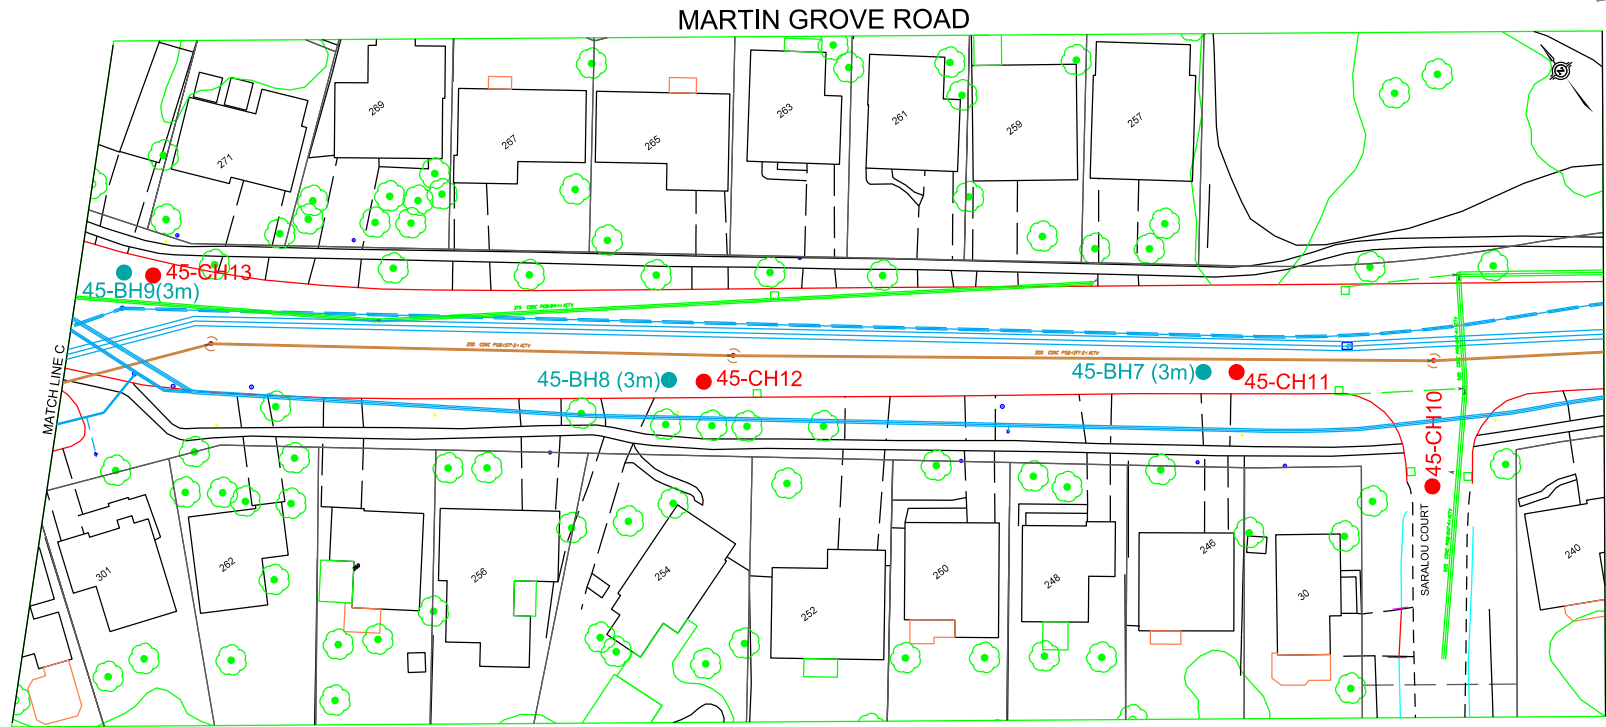 MARTIN GROVE ROAD
271
269
267
265
263
261
259
257
N
45-CH13
45-BH9(3m)
MATCH LINE C
45-BH8 (3m)
45-CH12
45-BH7 (3m)
45-CH11
45-CH10
SARALOU COURT
301
262
256
254
252
250
248
246
30
240